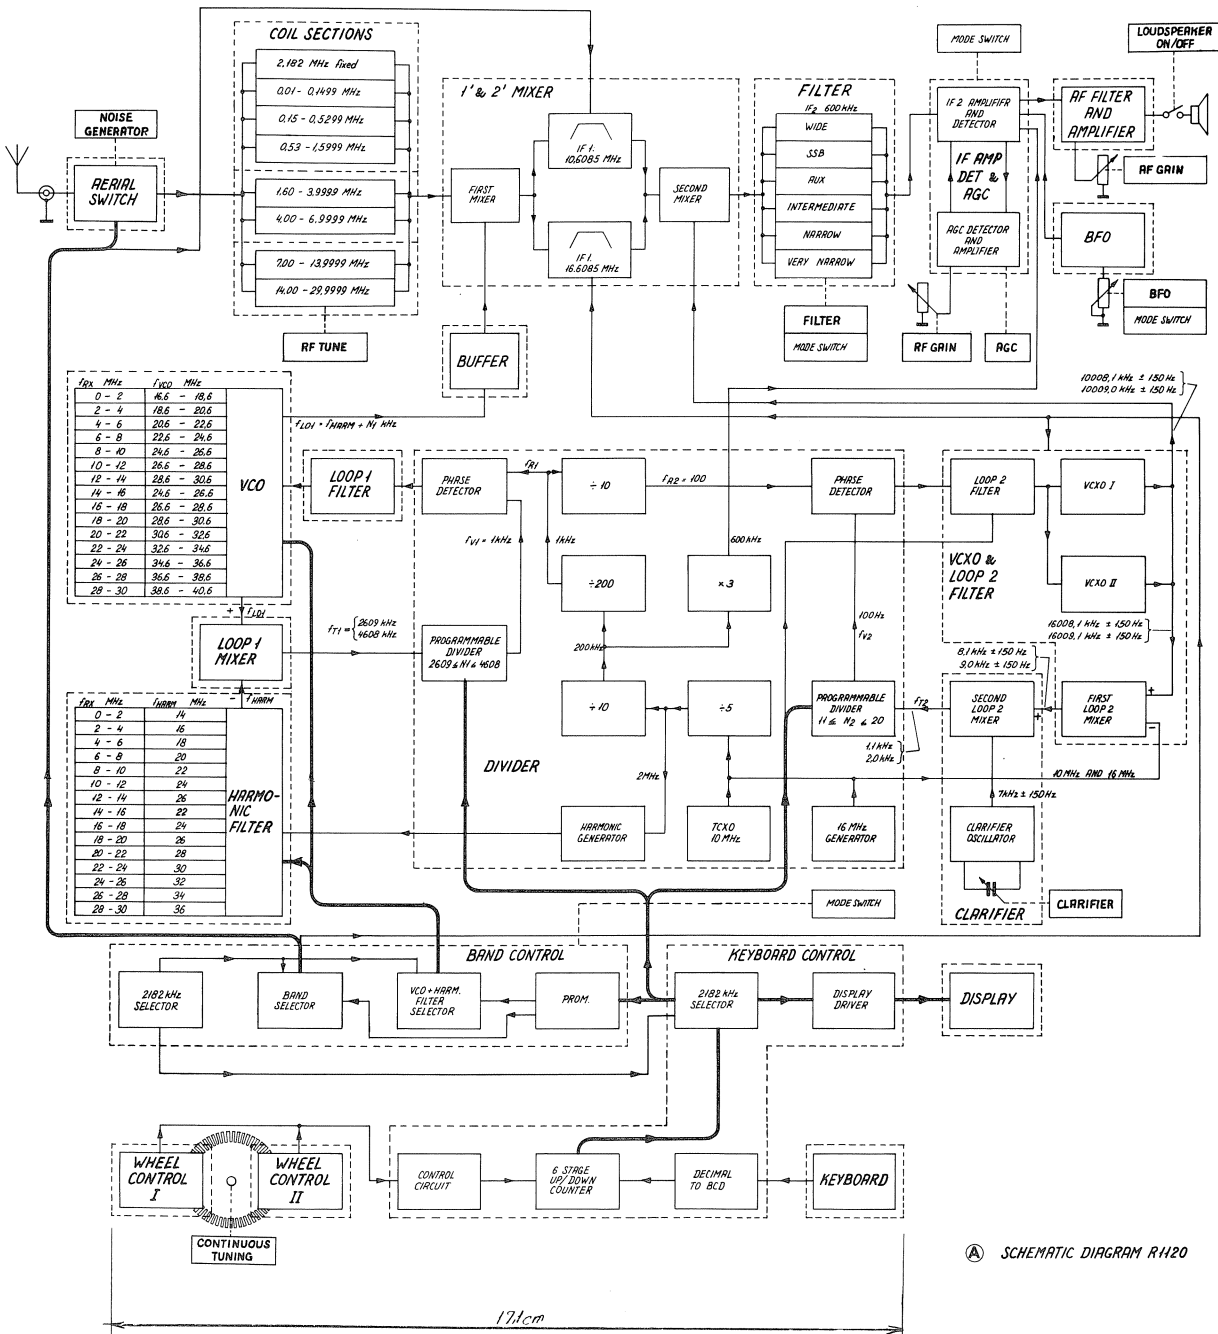 COIL SECTIONS
2,182 MHz fixed
0,01 - 0,1499 MHz
0,15 - 0,5299 MHz
0,53 - 1,5999 MHz
1,60 - 3,9999 MHz
4,00 - 6,9999 MHz
7,00 - 13,9999 MHz
14,00 - 29,9999 MHz
RF TUNE
NOISE
GENERATOR
AERIAL
SWITCH
1' & 2' MIXER
FIRST
MIXER
IF 1:
10,6085 MHz
IF 1.
16.6085 MHz
SECOND
MIXER
BUFFER
FILTER
IF2 600 kHz
WIDE
SSB
AUX
INTERMEDIATE
NARROW
VERY NARROW
FILTER
MODE SWITCH
MODE SWITCH
IF 2 AMPLIFIFR
AND
DETECTOR
IF AMP
DET &
AGC
AGC DETECTOR
AND
AMPLIFIER
RF GAIN
AGC
LOUDSPEAKER
ON/OFF
AF FILTER
AND
AMPLIFIER
RF GAIN
BFO
BFO
MODE SWITCH
fRX MHz fVCO MHz
0 - 2 16,6 - 18,6
2 - 4 18.6 - 20,6
4 - 6 20.6 - 22,6
6 - 8 22,6 - 24.6
8 - 10 24.6 - 26.6
10 - 12 26.6 - 28.6
12 - 14 28.6 - 30.6
14 - 16 24.6 - 26.6
16 - 18 26.6 - 28.6
18 - 20 28.6 - 30.6
20 - 22 30.6 - 32.6
22 - 24 32.6 - 34.6
24 - 26 34.6 - 36.6
26 - 28 36.6 - 38.6
28 - 30 38.6 - 40.6
VCO
fLO1 = fHARM + N1 kHz
LOOP 1
FILTER
+ fLO1
LOOP 1
MIXER
- fHARM
fT1 = { 2609 kHz
4608 kHz
fRX MHz fHARM MHz
0 - 2 14
2 - 4 16
4 - 6 18
6 - 8 20
8 - 10 22
10 - 12 24
12 - 14 26
14 - 16 22
16 - 18 24
18 - 20 26
20 - 22 28
22 - 24 30
24 - 26 32
26 - 28 34
28 - 30 36
HARMO-
NIC
FILTER
PHASE
DETECTOR
fR1
÷10
fR2 = 100
PHASE
DETECTOR
fV1 = 1kHz
1kHz
600 kHz
÷200
×3
100Hz
fV2
PROGRAMMABLE
DIVIDER
2609 ≤ N1 ≤ 4608
200kHz
÷10
÷5
PROGRAMMABLE
DIVIDER
11 ≤ N2 ≤ 20
fT2
1,1 kHz
2,0 kHz
DIVIDER
2MHz
HARMONIC
GENERATOR
TCXO
10 MHz
16 MHz
GENERATOR
10008,1 kHz ± 150 Hz
10009,0 kHz ± 150 Hz
LOOP 2
FILTER
VCXO I
VCXO II
VCXO &
LOOP 2
FILTER
16008,1 kHz ± 150 Hz
16009,1 kHz ± 150 Hz
8,1 kHz ± 150 Hz
9,0 kHz ± 150 Hz
SECOND
LOOP 2
MIXER
+
FIRST
LOOP 2
MIXER
+
-
10 MHz AND 16 MHz
7 kHz ± 150 Hz
CLARIFIER
OSCILLATOR
CLARIFIER
CLARIFIER
MODE SWITCH
BAND CONTROL
KEYBOARD CONTROL
2182 kHz
SELECTOR
BAND
SELECTOR
VCO + HARM.
FILTER
SELECTOR
PROM.
2182 kHz
SELECTOR
DISPLAY
DRIVER
DISPLAY
WHEEL
CONTROL
I
WHEEL
CONTROL
II
CONTINUOUS
TUNING
CONTROL
CIRCUIT
6 STAGE
UP/DOWN
COUNTER
DECIMAL
TO BCD
KEYBOARD
A SCHEMATIC DIAGRAM R1120
17,1cm